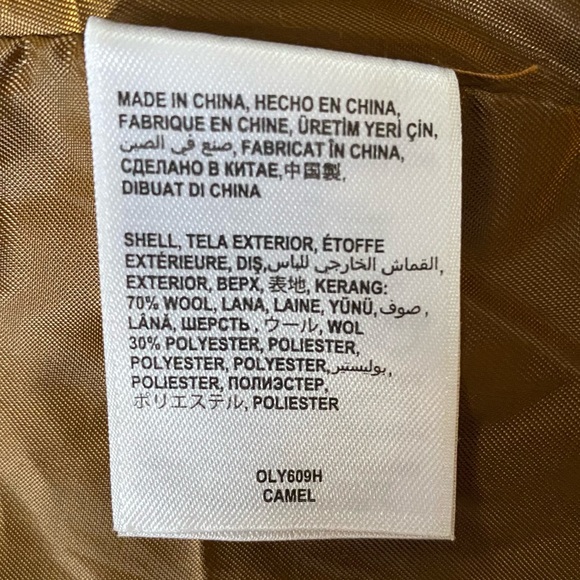 MADE IN CHINA, HECHO EN CHINA,
FABRIQUE EN CHINE, ÜRETİM YERİ ÇİN,
صنع في الصين, FABRICAT ÎN CHINA,
СДЕЛАНО В КИТАЕ,中国製,
DIBUAT DI CHINA
SHELL, TELA EXTERIOR, ÉTOFFE
EXTÉRIEURE, DIŞ,القماش الخارجي للباس,
EXTERIOR, ВЕРХ, 表地, KERANG:
70% WOOL, LANA, LAINE, YÜNÜ,صوف,
LÂNĂ, ШЕРСТЬ , ウール, WOL
30% POLYESTER, POLIESTER,
POLYESTER, POLYESTER,بوليستير,
POLIESTER, ПОЛИЭСТЕР,
ポリエステル, POLIESTER
OLY609H
CAMEL